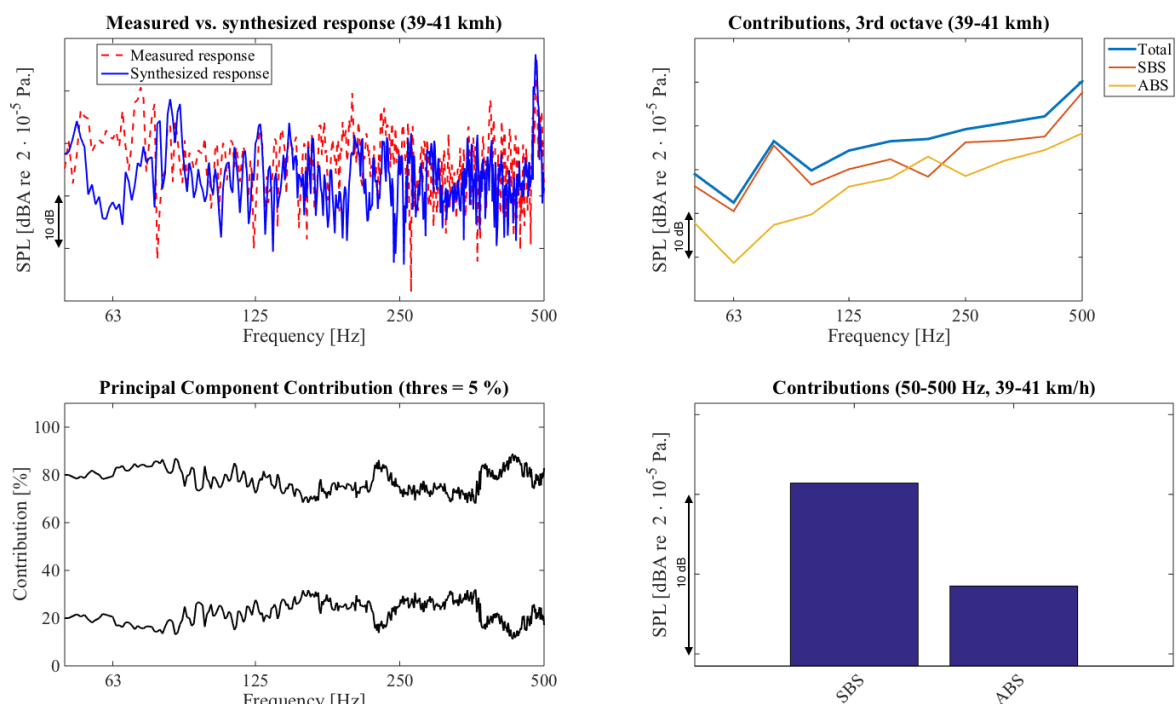 Measured vs. synthesized response (39-41 kmh)
SPL [dBA re 2 · 10⁻⁵ Pa.]
10 dB
Measured response
Synthesized response
63
125
250
500
Frequency [Hz]
Contributions, 3rd octave (39-41 kmh)
SPL [dBA re 2 · 10⁻⁵ Pa.]
10 dB
Total
SBS
ABS
63
125
250
500
Frequency [Hz]
Principal Component Contribution (thres = 5 %)
Contribution [%]
100
80
60
40
20
0
63
125
250
500
Frequency [Hz]
Contributions (50-500 Hz, 39-41 km/h)
SPL [dBA re 2 · 10⁻⁵ Pa.]
10 dB
SBS
ABS